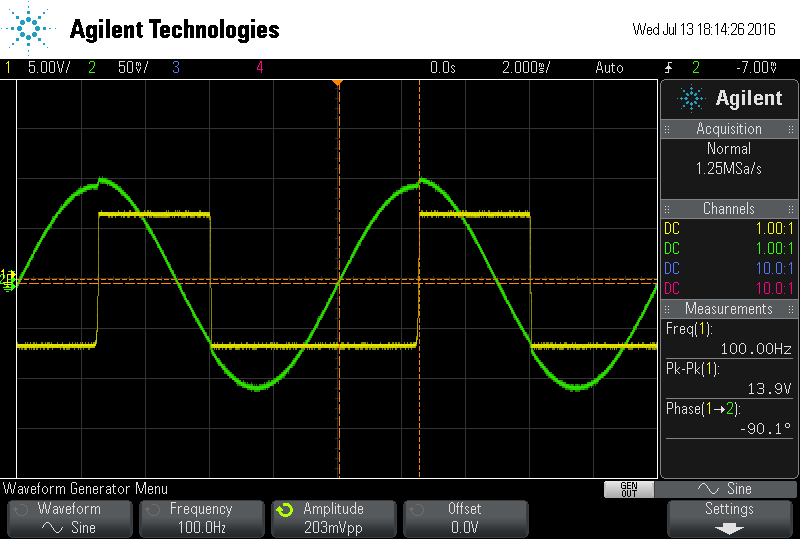 Agilent Technologies
Wed Jul 13 18:14:26 2016
1 5.00V/ 2 50mV/ 3 4 0.0s 2.000ms/ Auto 2 -7.00mV
Agilent
Acquisition
Normal
1.25MSa/s
Channels
DC 1.00:1
DC 1.00:1
DC 10.0:1
DC 10.0:1
Measurements
Freq(1):
100.00Hz
Pk-Pk(1):
13.9V
Phase(1→2):
-90.1°
Waveform Generator Menu
GEN OUT
Sine
Waveform
Sine
Frequency
100.0Hz
Amplitude
203mVpp
Offset
0.0V
Settings